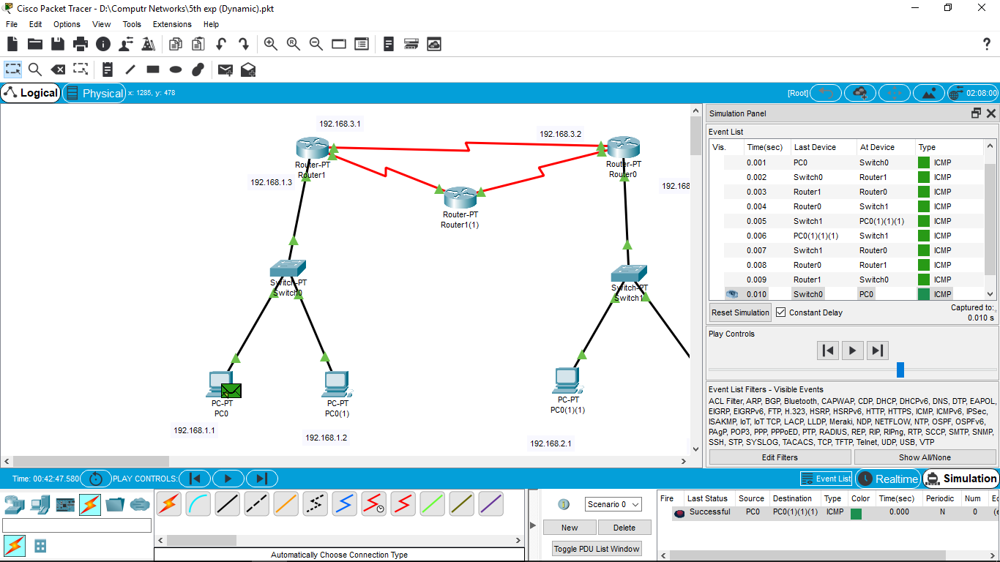 Cisco Packet Tracer - D:\Computr Networks\5th exp (Dynamic).pkt
File Edit Options View Tools Extensions Help
Logical Physical x: 1285, y: 478 [Root] 02:08:00
192.168.3.1
192.168.3.2
Router-PT
Router1
Router-PT
Router0
192.168.1.3
192.168
Router-PT
Router1(1)
Switch-PT
Switch0
Switch-PT
Switch1
PC-PT
PC0
PC-PT
PC0(1)
PC-PT
PC0(1)(1)
192.168.1.1
192.168.1.2
192.168.2.1
Simulation Panel
Event List
Vis. Time(sec) Last Device At Device Type
0.001 PC0 Switch0 ICMP
0.002 Switch0 Router1 ICMP
0.003 Router1 Router0 ICMP
0.004 Router0 Switch1 ICMP
0.005 Switch1 PC0(1)(1)(1) ICMP
0.006 PC0(1)(1)(1) Switch1 ICMP
0.007 Switch1 Router0 ICMP
0.008 Router0 Router1 ICMP
0.009 Router1 Switch0 ICMP
0.010 Switch0 PC0 ICMP
Reset Simulation Constant Delay Captured to:
0.010 s
Play Controls
Event List Filters - Visible Events
ACL Filter, ARP, BGP, Bluetooth, CAPWAP, CDP, DHCP, DHCPv6, DNS, DTP, EAPOL,
EIGRP, EIGRPv6, FTP, H.323, HSRP, HSRPv6, HTTP, HTTPS, ICMP, ICMPv6, IPSec,
ISAKMP, IoT, IoT TCP, LACP, LLDP, Meraki, NDP, NETFLOW, NTP, OSPF, OSPFv6,
PAgP, POP3, PPP, PPPoED, PTP, RADIUS, REP, RIP, RIPng, RTP, SCCP, SMTP, SNMP,
SSH, STP, SYSLOG, TACACS, TCP, TFTP, Telnet, UDP, USB, VTP
Edit Filters Show All/None
Time: 00:42:47.580 PLAY CONTROLS: Event List Realtime Simulation
Automatically Choose Connection Type
Scenario 0
New Delete
Toggle PDU List Window
Fire Last Status Source Destination Type Color Time(sec) Periodic Num Ec
Successful PC0 PC0(1)(1)(1) ICMP 0.000 N 0 (e